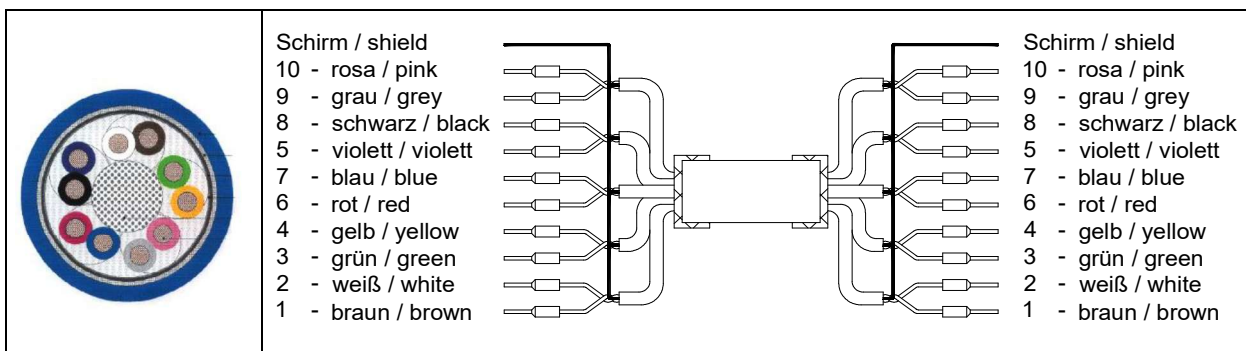 Schirm / shield
10 - rosa / pink
9 - grau / grey
8 - schwarz / black
5 - violett / violett
7 - blau / blue
6 - rot / red
4 - gelb / yellow
3 - grün / green
2 - weiß / white
1 - braun / brown
Schirm / shield
10 - rosa / pink
9 - grau / grey
8 - schwarz / black
5 - violett / violett
7 - blau / blue
6 - rot / red
4 - gelb / yellow
3 - grün / green
2 - weiß / white
1 - braun / brown